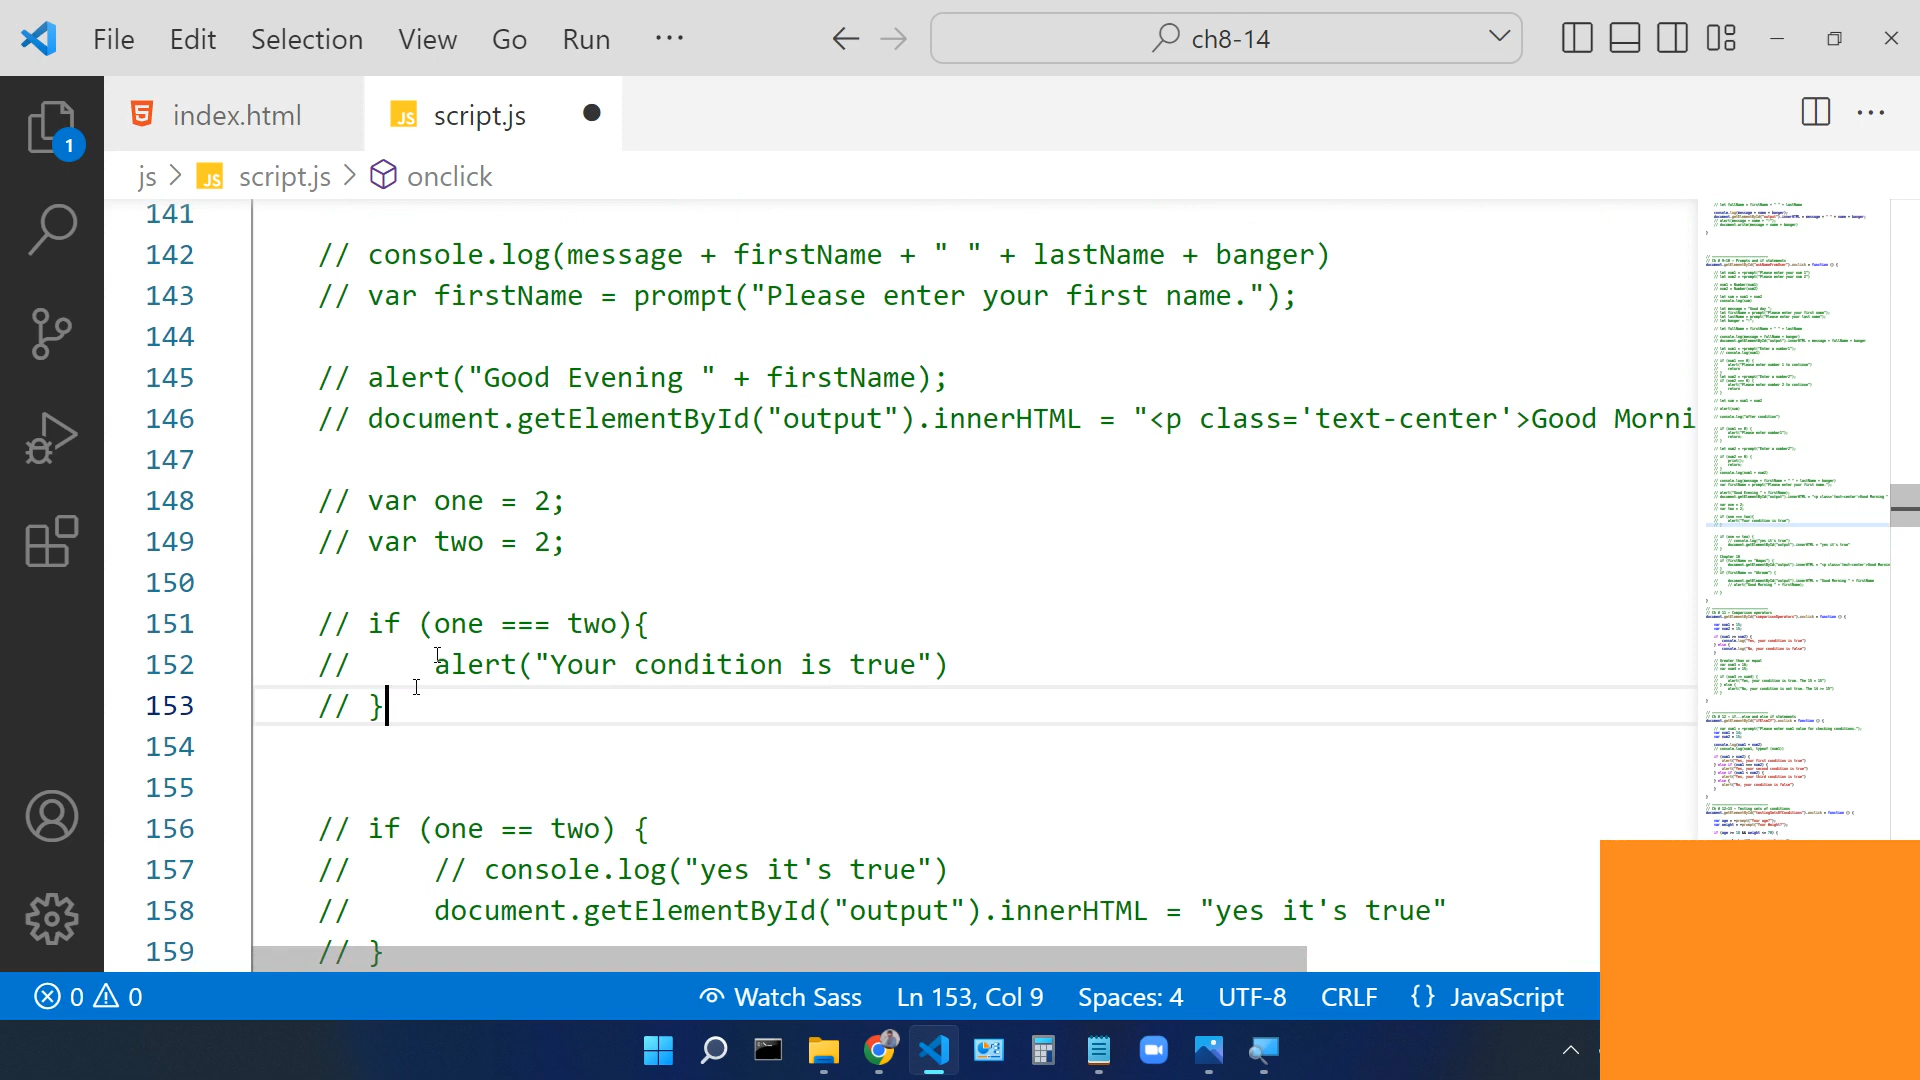 File Edit Selection View Go Run ... ch8-14
index.html JS script.js
js > JS script.js > onclick
1
141
142 // console.log(message + firstName + " " + lastName + banger)
143 // var firstName = prompt("Please enter your first name.");
144
145 // alert("Good Evening " + firstName);
146 // document.getElementById("output").innerHTML = "<p class='text-center'>Good Morni
147
148 // var one = 2;
149 // var two = 2;
150
151 // if (one === two){
152 //     alert("Your condition is true")
153 // }
154
155
156 // if (one == two) {
157 //     // console.log("yes it's true")
158 //     document.getElementById("output").innerHTML = "yes it's true"
159 // }
0 0 Watch Sass Ln 153, Col 9 Spaces: 4 UTF-8 CRLF {} JavaScript